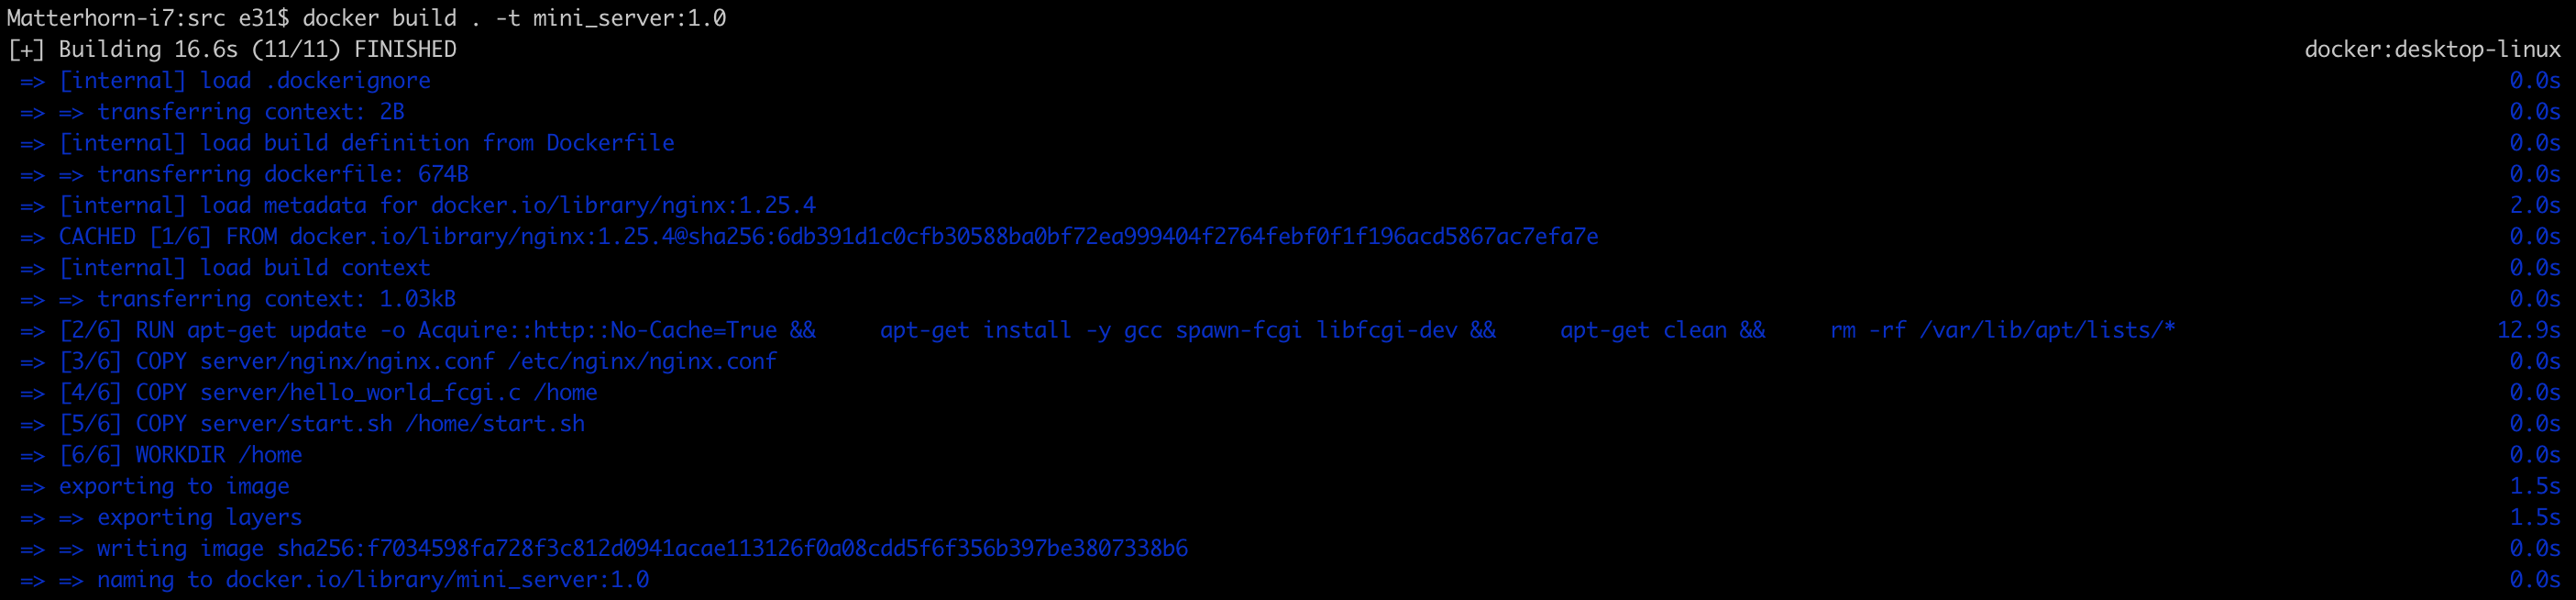 Matterhorn-i7:src e31$ docker build . -t mini_server:1.0
[+] Building 16.6s (11/11) FINISHED docker:desktop-linux
=> [internal] load .dockerignore 0.0s
=> => transferring context: 2B 0.0s
=> [internal] load build definition from Dockerfile 0.0s
=> => transferring dockerfile: 674B 0.0s
=> [internal] load metadata for docker.io/library/nginx:1.25.4 2.0s
=> CACHED [1/6] FROM docker.io/library/nginx:1.25.4@sha256:6db391d1c0cfb30588ba0bf72ea999404f2764febf0f1f196acd5867ac7efa7e 0.0s
=> [internal] load build context 0.0s
=> => transferring context: 1.03kB 0.0s
=> [2/6] RUN apt-get update -o Acquire::http::No-Cache=True &&     apt-get install -y gcc spawn-fcgi libfcgi-dev &&     apt-get clean &&     rm -rf /var/lib/apt/lists/* 12.9s
=> [3/6] COPY server/nginx/nginx.conf /etc/nginx/nginx.conf 0.0s
=> [4/6] COPY server/hello_world_fcgi.c /home 0.0s
=> [5/6] COPY server/start.sh /home/start.sh 0.0s
=> [6/6] WORKDIR /home 0.0s
=> exporting to image 1.5s
=> => exporting layers 1.5s
=> => writing image sha256:f7034598fa728f3c812d0941acae113126f0a08cdd5f6f356b397be3807338b6 0.0s
=> => naming to docker.io/library/mini_server:1.0 0.0s